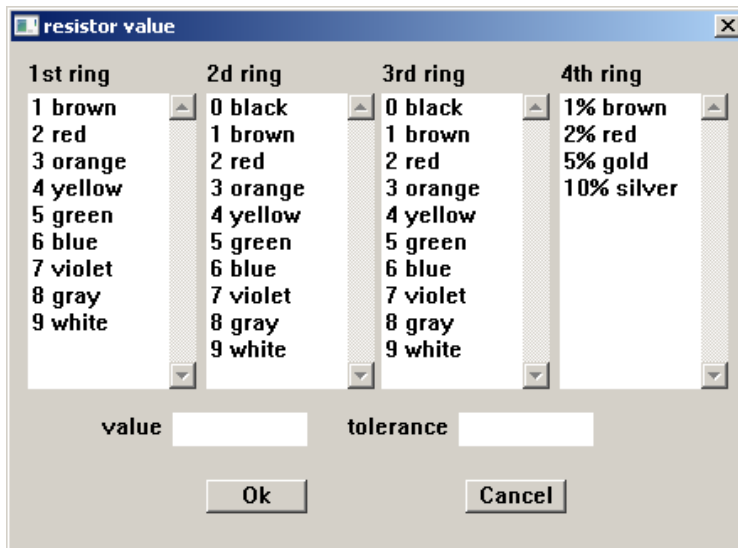 resistor value
1st ring
1 brown
2 red
3 orange
4 yellow
5 green
6 blue
7 violet
8 gray
9 white
2d ring
0 black
1 brown
2 red
3 orange
4 yellow
5 green
6 blue
7 violet
8 gray
9 white
3rd ring
0 black
1 brown
2 red
3 orange
4 yellow
5 green
6 blue
7 violet
8 gray
9 white
4th ring
1% brown
2% red
5% gold
10% silver
value
tolerance
Ok
Cancel